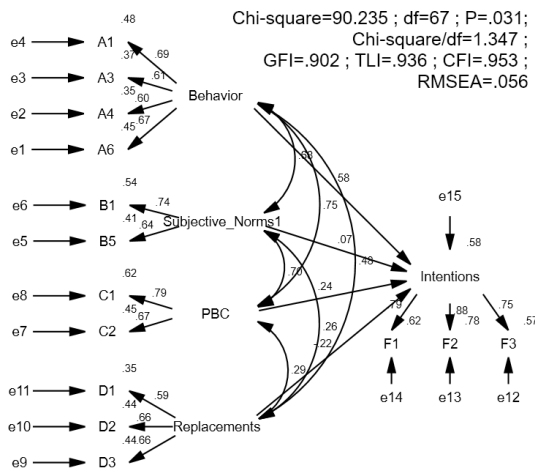 Chi-square=90.235 ; df=67 ; P=.031;
Chi-square/df=1.347 ;
GFI=.902 ; TLI=.936 ; CFI=.953 ;
RMSEA=.056
.48
e4 A1
.37 .69
e3 A3 .61
.35
e2 A4 .60
.45 .67
e1 A6
Behavior
.54
e6 B1 .74
.41
e5 B5 .64
Subjective_Norms1
.62
e8 C1 .79
.45
e7 C2 .67
PBC
.35
e11 D1 .59
.44
e10 D2 .66
.44 .66
e9 D3
Replacements
.58
.58
.75
.07
.48
.70
.24
.26
-.22
.29
e15
.58
Intentions
.79 .88 .75
.62 .78 .57
F1 F2 F3
e14 e13 e12